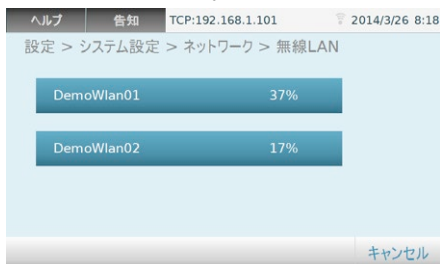 ヘルプ 告知 TCP:192.168.1.101 2014/3/26 8:18
設定 > システム設定 > ネットワーク > 無線LAN
DemoWlan01 37%
DemoWlan02 17%
キャンセル